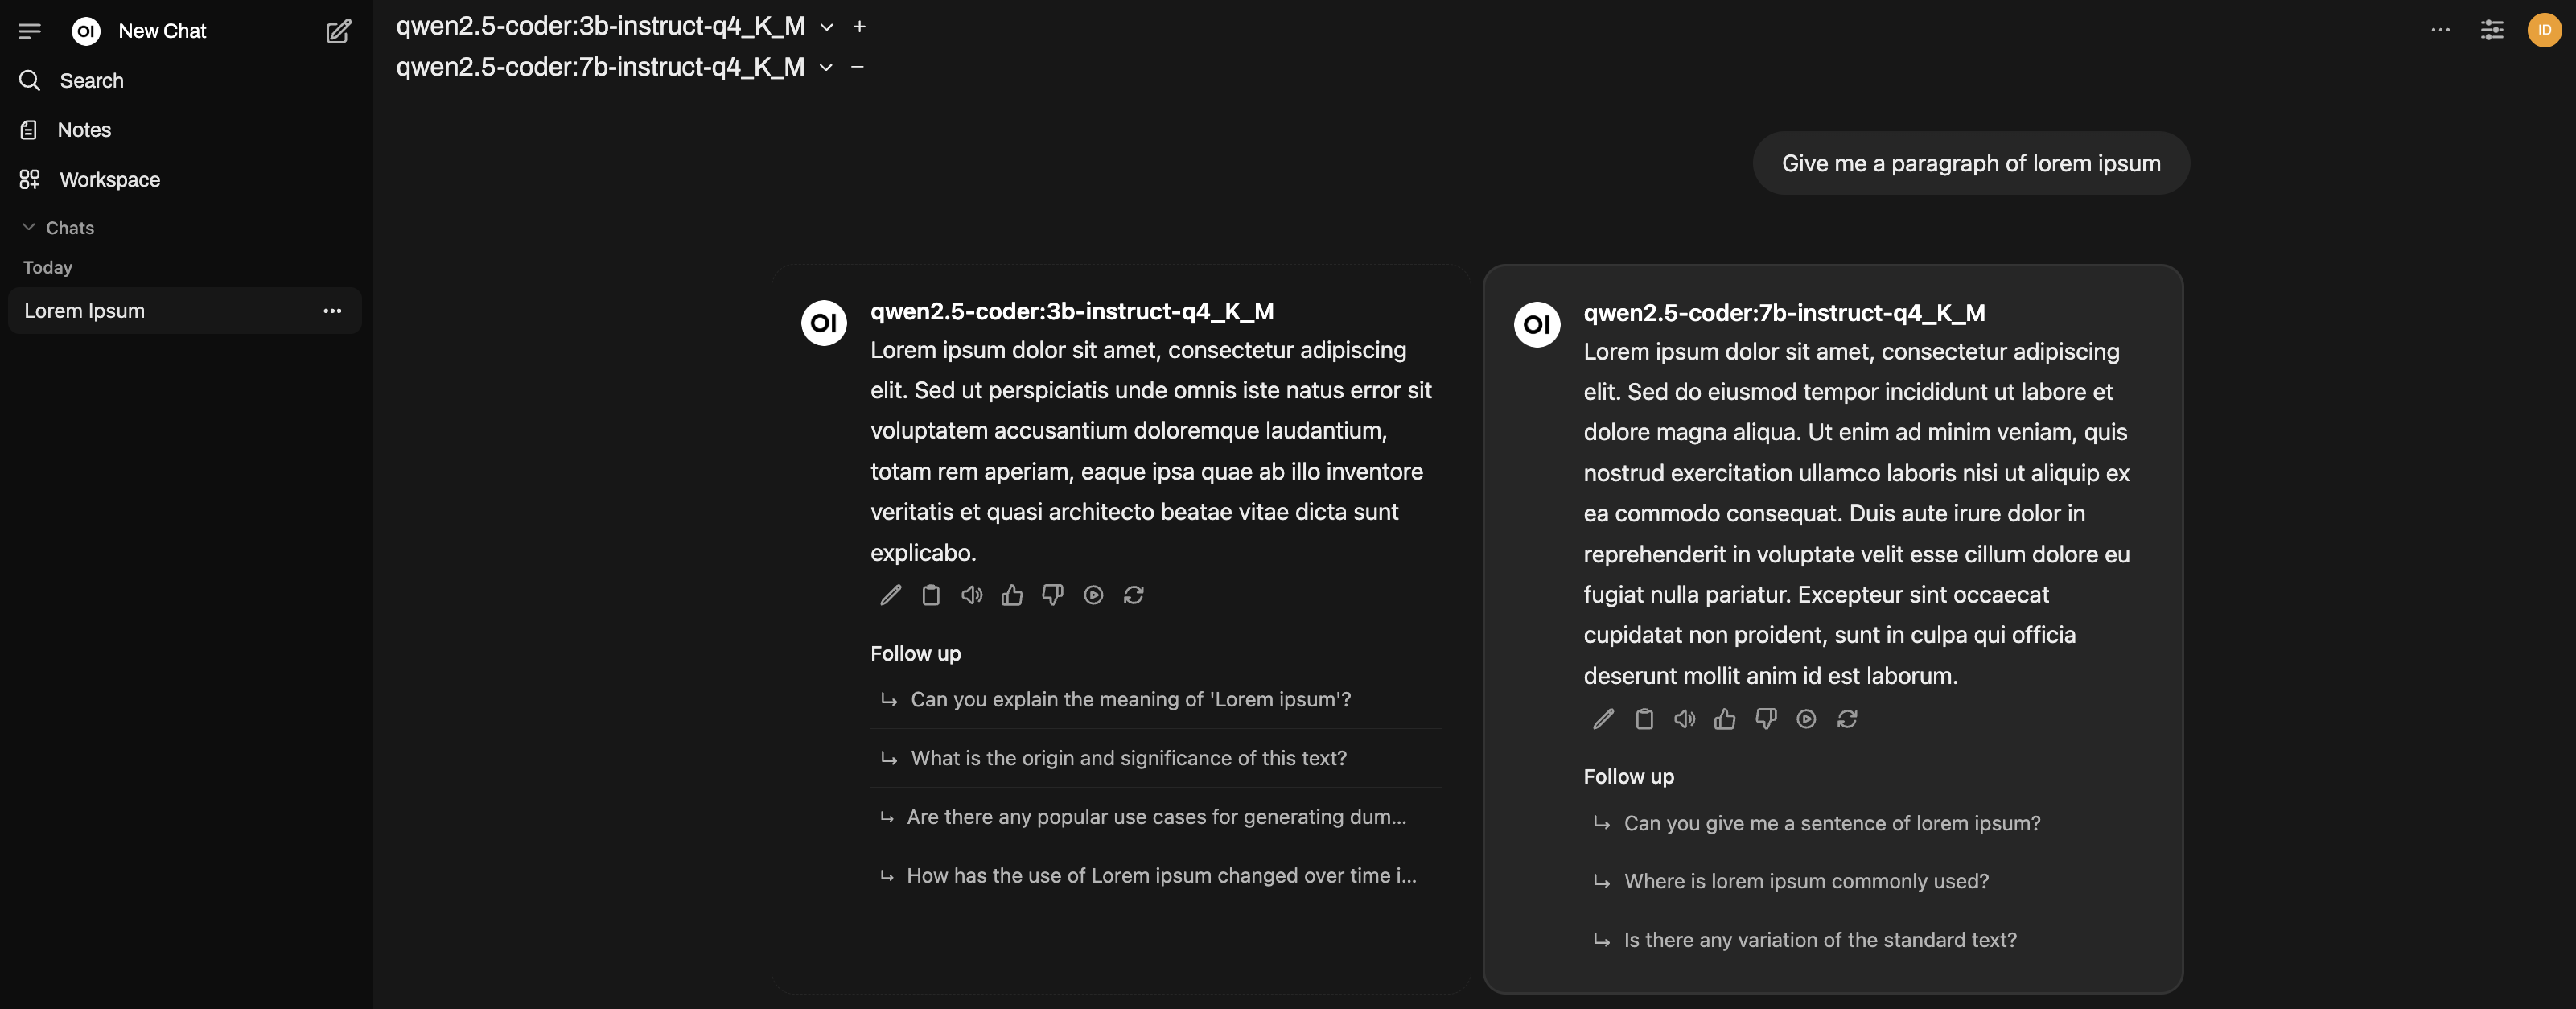 New Chat
Search
Notes
Workspace
Chats
Today
Lorem Ipsum
qwen2.5-coder:3b-instruct-q4_K_M
qwen2.5-coder:7b-instruct-q4_K_M
ID
Give me a paragraph of lorem ipsum
OI
qwen2.5-coder:3b-instruct-q4_K_M
Lorem ipsum dolor sit amet, consectetur adipiscing
elit. Sed ut perspiciatis unde omnis iste natus error sit
voluptatem accusantium doloremque laudantium,
totam rem aperiam, eaque ipsa quae ab illo inventore
veritatis et quasi architecto beatae vitae dicta sunt
explicabo.
Follow up
Can you explain the meaning of 'Lorem ipsum'?
What is the origin and significance of this text?
Are there any popular use cases for generating dum...
How has the use of Lorem ipsum changed over time i...
OI
qwen2.5-coder:7b-instruct-q4_K_M
Lorem ipsum dolor sit amet, consectetur adipiscing
elit. Sed do eiusmod tempor incididunt ut labore et
dolore magna aliqua. Ut enim ad minim veniam, quis
nostrud exercitation ullamco laboris nisi ut aliquip ex
ea commodo consequat. Duis aute irure dolor in
reprehenderit in voluptate velit esse cillum dolore eu
fugiat nulla pariatur. Excepteur sint occaecat
cupidatat non proident, sunt in culpa qui officia
deserunt mollit anim id est laborum.
Follow up
Can you give me a sentence of lorem ipsum?
Where is lorem ipsum commonly used?
Is there any variation of the standard text?